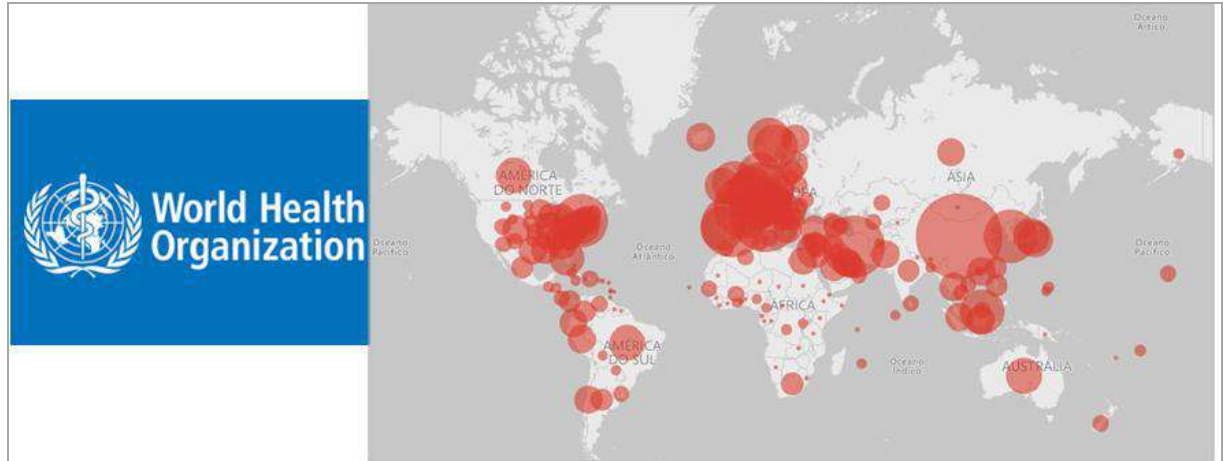 World Health
Organization
Oceano
Ártico
AMÉRICA
DO NORTE
ÁSIA
Oceano
Pacífico
Oceano
Atlântico
Oceano
Pacífico
ÁFRICA
AMÉRICA
DO SUL
Oceano
Índico
AUSTRÁLIA